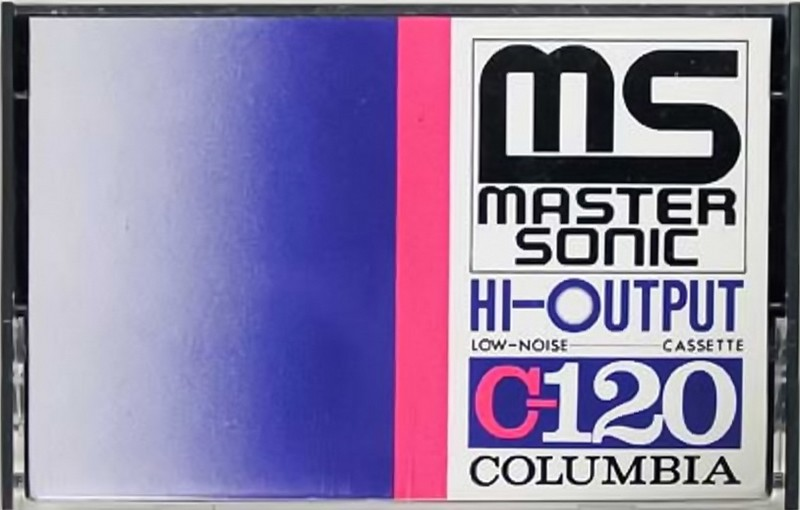 ms
MASTER
SONIC
HI-OUTPUT
LOW-NOISE CASSETTE
C-120
COLUMBIA